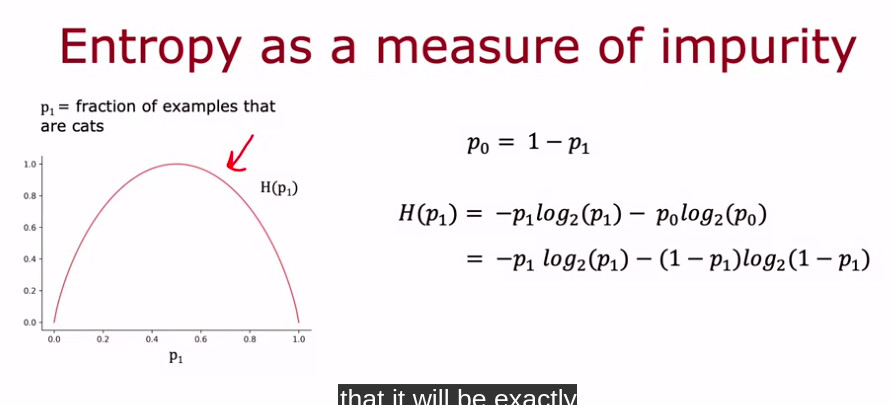 Entropy as a measure of impurity
p₁ = fraction of examples that
are cats
p₀ = 1 − p₁
H(p₁) = −p₁log₂(p₁) − p₀log₂(p₀)
= −p₁ log₂(p₁) − (1 − p₁)log₂(1 − p₁)
1.0
0.8
0.6
0.4
0.2
0.0
H(p₁)
0.0 0.2 0.4 0.6 0.8 1.0
p₁
that it will be exactly